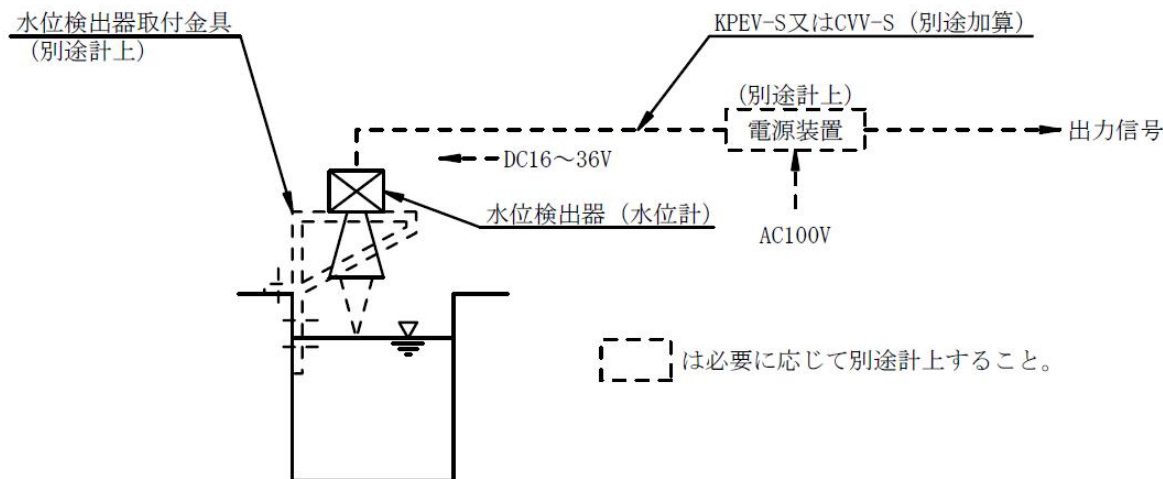 水位検出器取付金具
(別途計上)
KPEV-S又はCVV-S (別途加算)
(別途計上)
電源装置
出力信号
DC16～36V
水位検出器 (水位計)
AC100V
は必要に応じて別途計上すること。